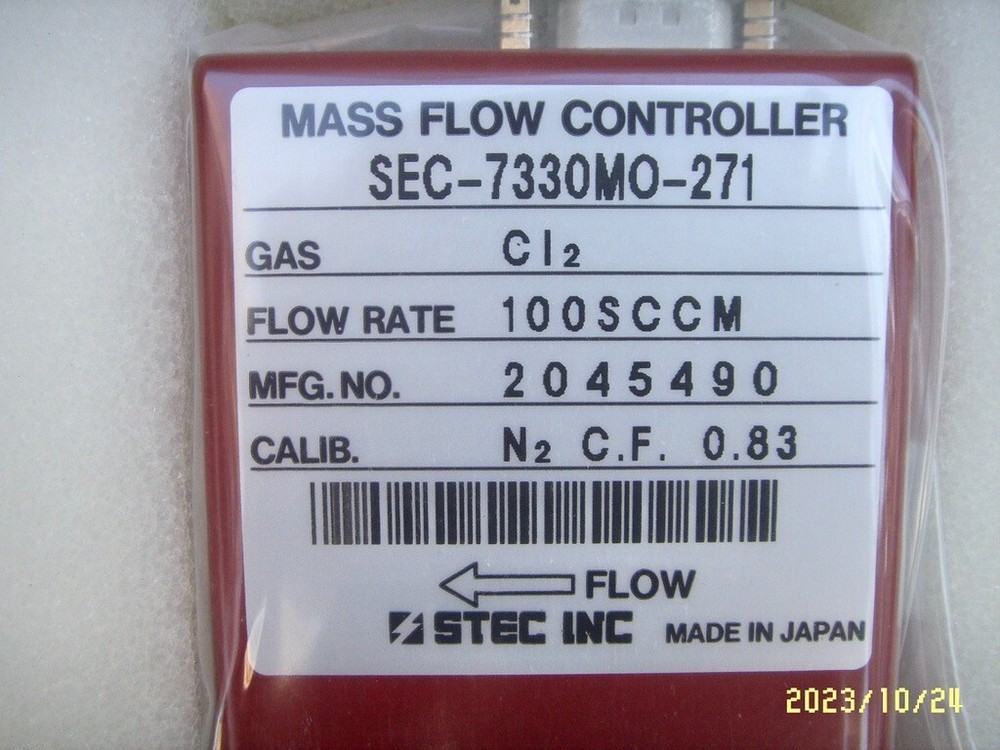 MASS FLOW CONTROLLER
SEC-7330MO-271
GAS Cl₂
FLOW RATE 100SCCM
MFG. NO. 2045490
CALIB. N₂ C.F. 0.83
FLOW
STEC INC MADE IN JAPAN
2023/10/24